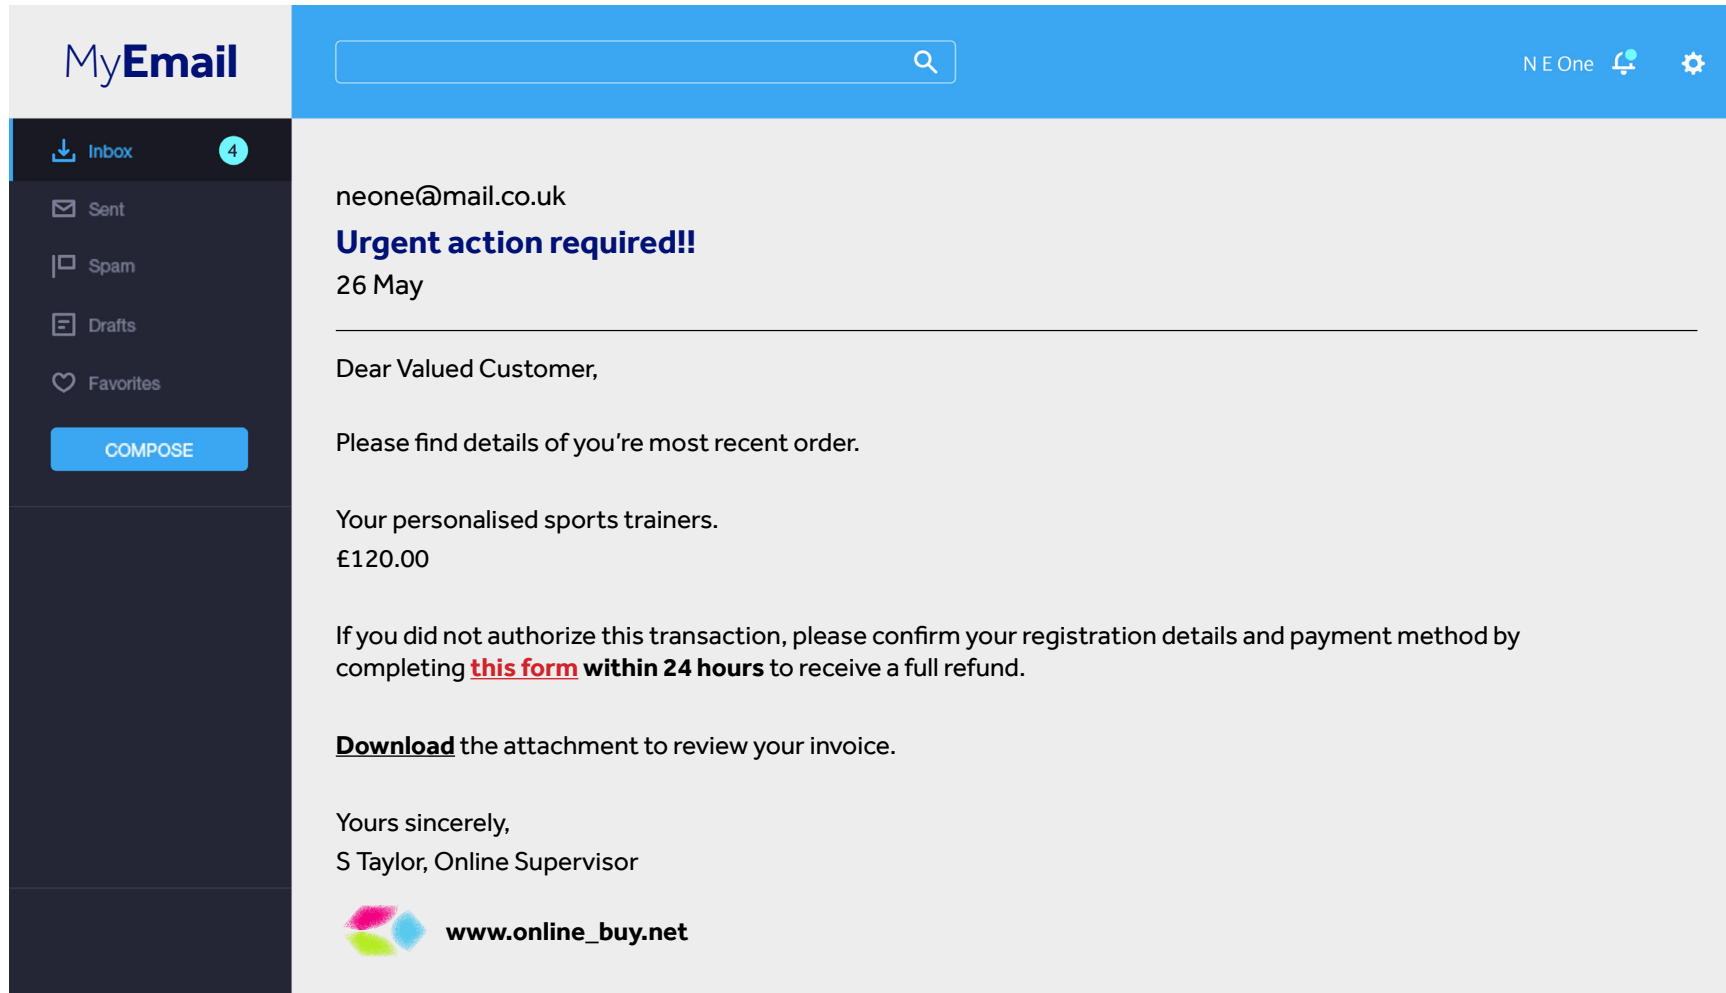 MyEmail
N E One
Inbox 4
Sent
Spam
Drafts
Favorites
COMPOSE
neone@mail.co.uk
Urgent action required!!
26 May
Dear Valued Customer,
Please find details of you're most recent order.
Your personalised sports trainers.
£120.00
If you did not authorize this transaction, please confirm your registration details and payment method by
completing this form within 24 hours to receive a full refund.
Download the attachment to review your invoice.
Yours sincerely,
S Taylor, Online Supervisor
www.online_buy.net